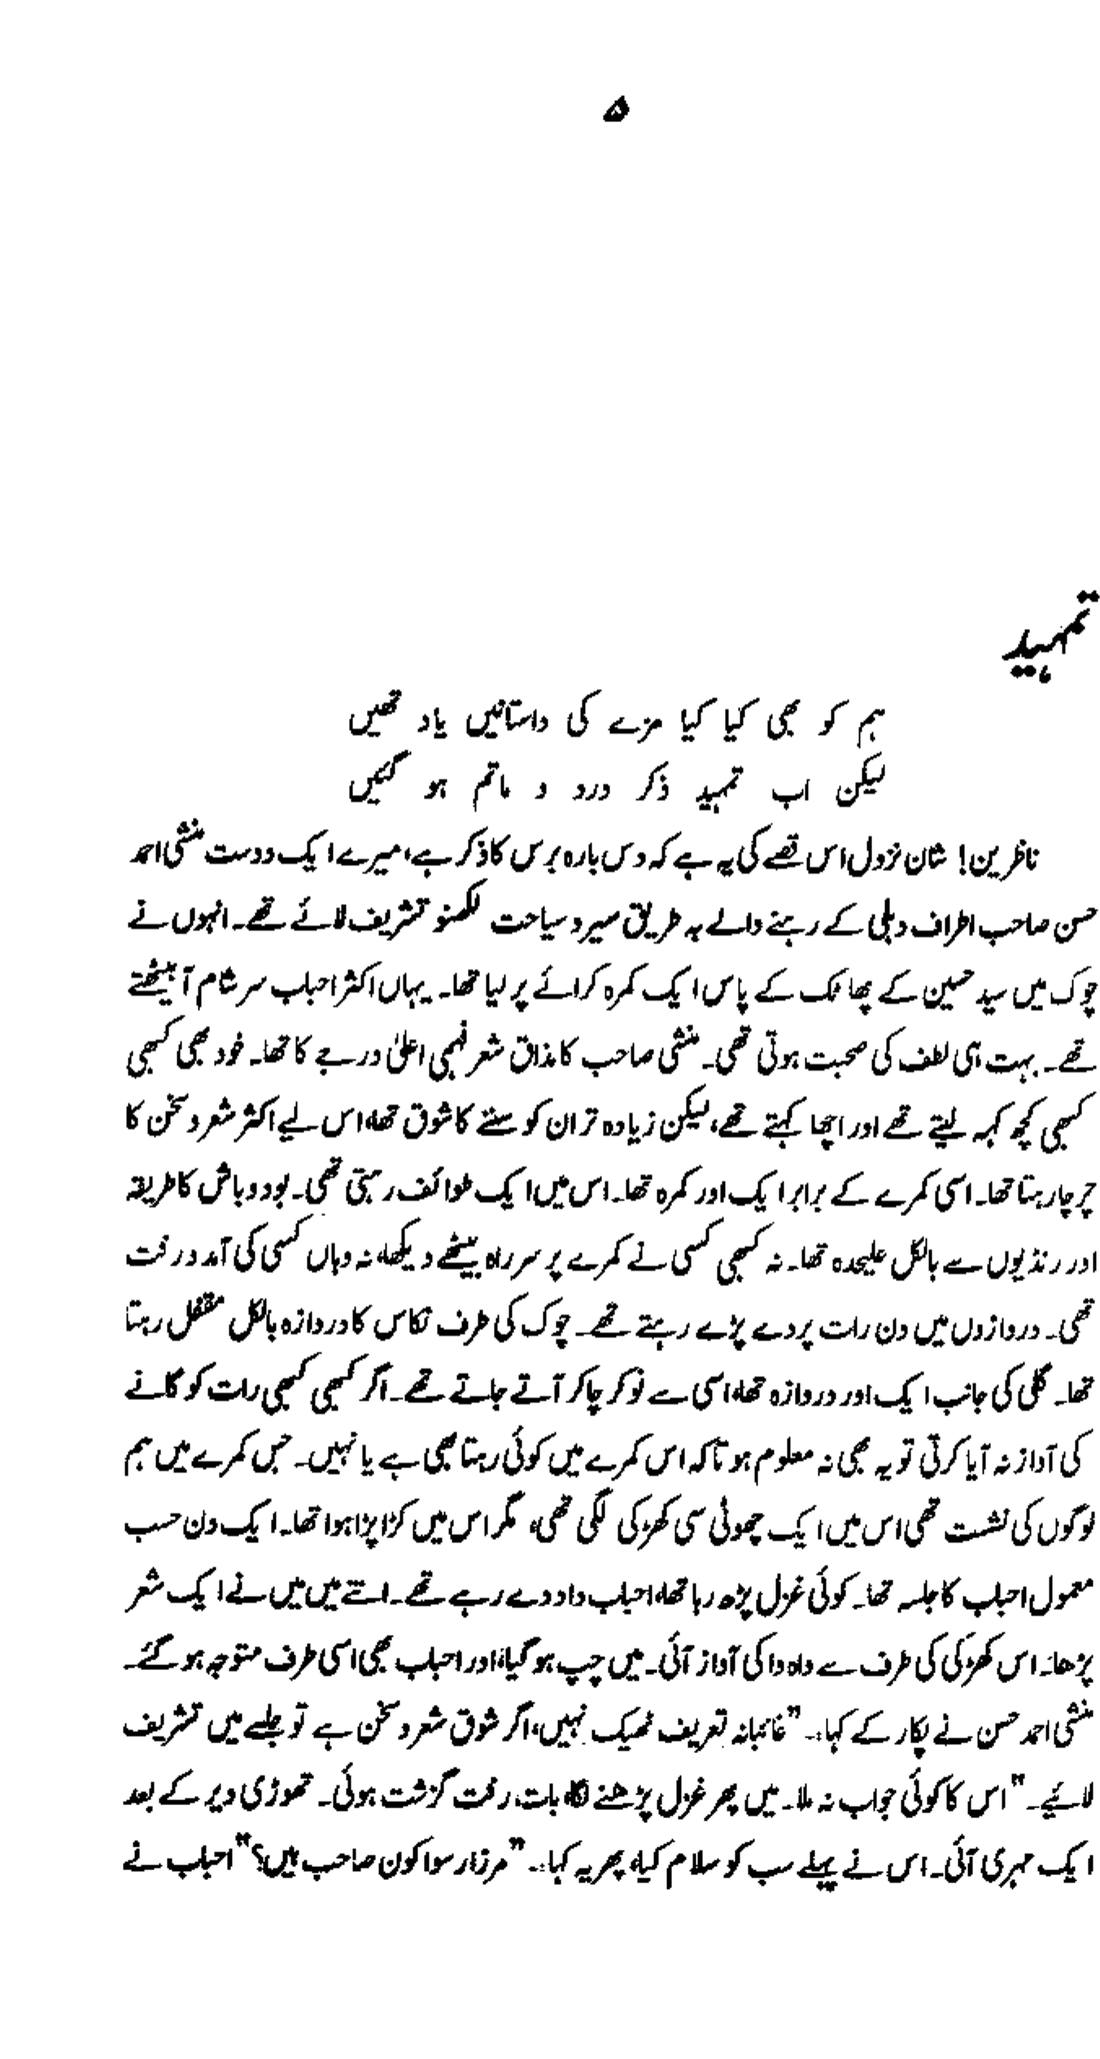 ۵
تمہید
ہم کو بھی کیا کیا مزے کی داستانیں یاد تھیں
لیکن اب تمہید ذکر درد و ماتم ہو گئیں
ناظرین! شان نزول اس قصے کی یہ ہے کہ دس بارہ برس کا ذکر ہے، میرے ایک دوست منشی احمد
حسن صاحب اطراف دہلی کے رہنے والے بہ طریق سیر و سیاحت لکھنؤ تشریف لائے تھے۔ انہوں نے
چوک میں سید حسین کے پھاٹک کے پاس ایک کمرہ کرائے پر لیا تھا۔ یہاں اکثر احباب سر شام آ بیٹھتے
تھے۔ بہت ہی لطف کی صحبت ہوتی تھی۔ منشی صاحب کا مذاق شعر فہمی اعلیٰ درجے کا تھا۔ خود بھی کبھی
کبھی کچھ کہہ لیتے تھے اور اچھا کہتے تھے، لیکن زیادہ تر ان کو سننے کا شوق تھا، اس لیے اکثر شعر و سخن کا
چرچا رہتا تھا۔ اسی کمرے کے برابر ایک اور کمرہ تھا۔ اس میں ایک طوائف رہتی تھی۔ بود و باش کا طریقہ
اور رنڈیوں سے بالکل علیحدہ تھا۔ نہ کبھی کسی نے کمرے پر سر راہ بیٹھے دیکھا، نہ وہاں کسی کی آمد و رفت
تھی۔ دروازوں میں دن رات پردے پڑے رہتے تھے۔ چوک کی طرف نکاس کا دروازہ بالکل مقفل رہتا
تھا۔ گلی کی جانب ایک اور دروازہ تھا، اسی سے نوکر چاکر آتے جاتے تھے۔ اگر کبھی کبھی رات کو گانے
کی آواز نہ آیا کرتی تو یہ بھی نہ معلوم ہوتا کہ اس کمرے میں کوئی رہتا بھی ہے یا نہیں۔ جس کمرے میں ہم
لوگوں کی نشست تھی اس میں ایک چھوٹی سی کھڑکی لگی تھی، مگر اس میں کڑا پڑا ہوا تھا۔ ایک دن حسب
معمول احباب کا جلسہ تھا۔ کوئی غزل پڑھ رہا تھا، احباب داد دے رہے تھے۔ اتنے میں میں نے ایک شعر
پڑھا۔ اس کھڑکی کی طرف سے واہ وا کی آواز آئی۔ میں چپ ہو گیا، اور احباب بھی اسی طرف متوجہ ہو گئے۔
منشی احمد حسن نے پکار کے کہا:۔ "غائبانہ تعریف ٹھیک نہیں، اگر شوق شعر و سخن ہے تو جلسے میں تشریف
لائیے۔" اس کا کوئی جواب نہ ملا۔ میں پھر غزل پڑھنے لگا، بات رفت گزشت ہوئی۔ تھوڑی دیر کے بعد
ایک مہری آئی۔ اس نے پہلے سب کو سلام کیا، پھر یہ کہا:۔ "مرزا رسوا کون صاحب ہیں؟" احباب نے